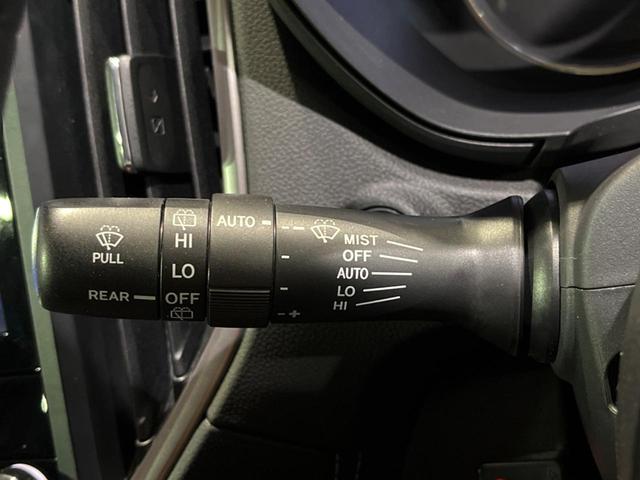 PULL
REAR
HI
LO
OFF
AUTO
- +
MIST
OFF
AUTO
LO
HI